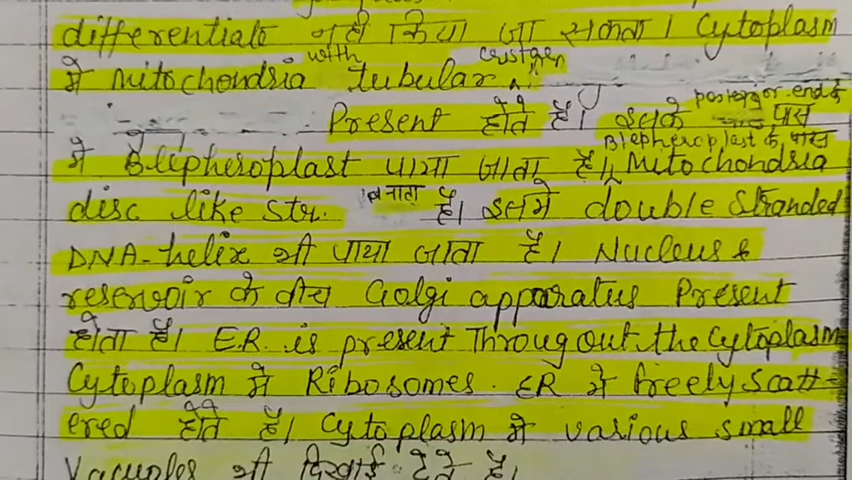 differentiate नही किया जा सकता। Cytoplasm
में Mitochondria with tubular cristae
Present होते हैं। इसके posterior end के पास
में Blepheroplast पाया जाता है। Blepheroplast के पास Mitochondria
disc like str. बनाता है। इसमे double stranded
DNA-helix भी पाया जाता है। Nucleus &
reservoir के बीच Golgi apparatus Present
होता है। E.R. is present Througout the Cytoplasm
Cytoplasm में Ribosomes. ER में freely scatt-
ered होते हैं। Cytoplasm में various small
Vacuoles भी दिखाई देते हैं।